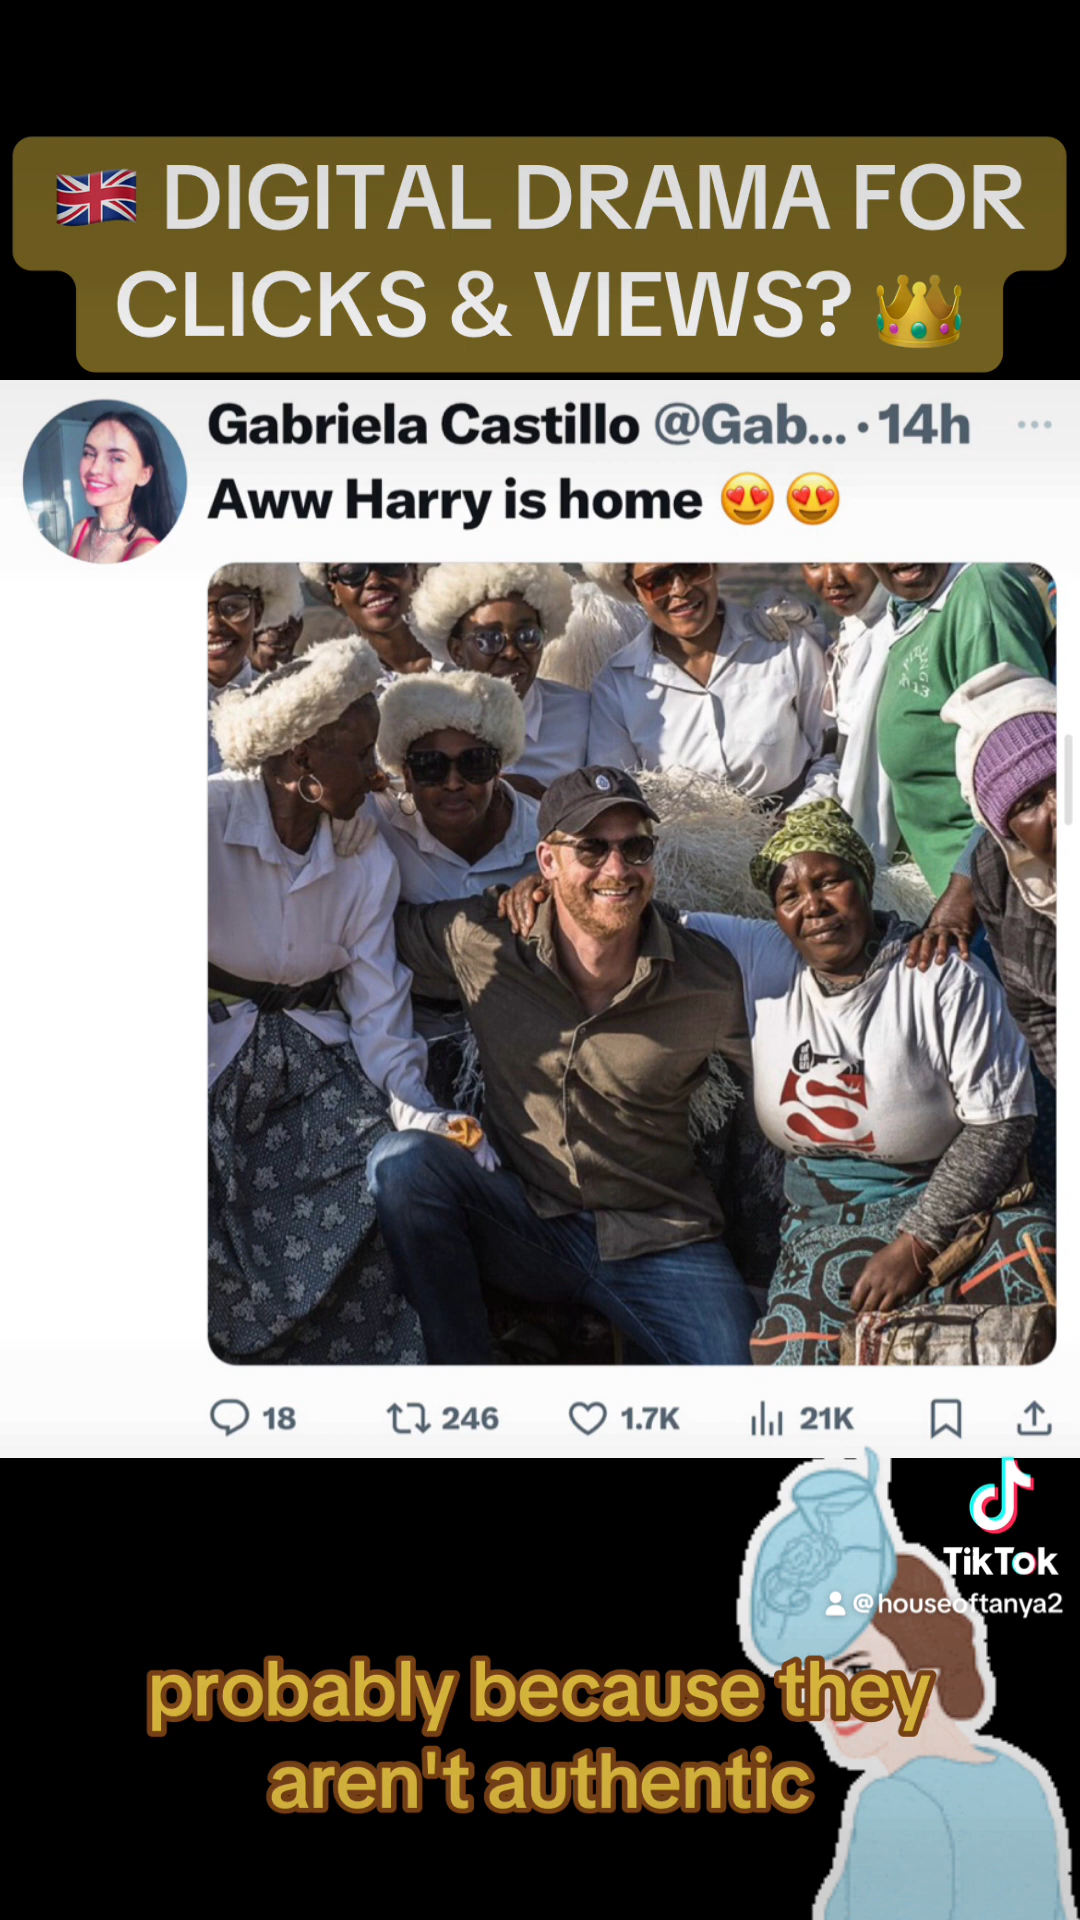 🇬🇧 DIGITAL DRAMA FOR
CLICKS & VIEWS? 👑
Gabriela Castillo @Gab... · 14h
Aww Harry is home 😍 😍
18 246 1.7K 21K
TikTok
@houseoftanya2
probably because they
aren't authentic